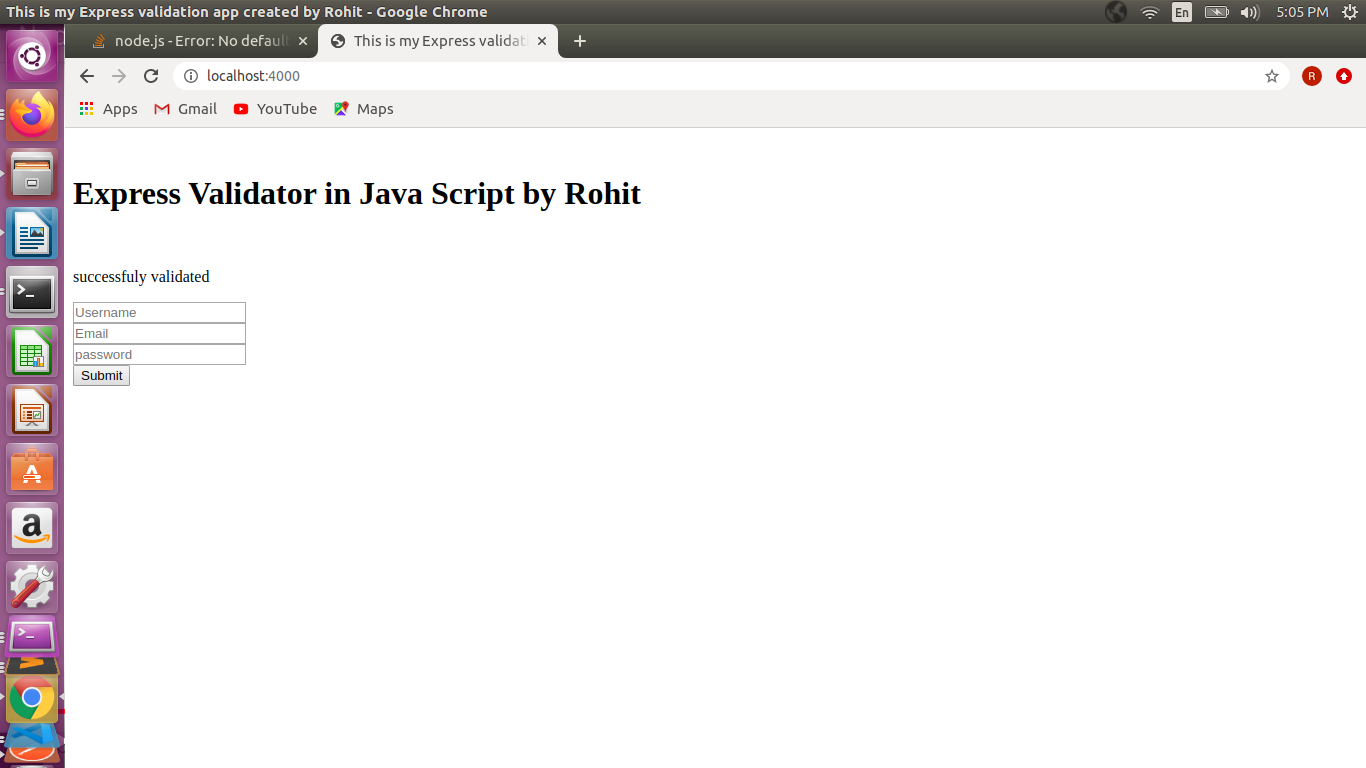 This is my Express validation app created by Rohit - Google Chrome
En
5:05 PM
node.js - Error: No default
This is my Express validat
localhost:4000
R
Apps
Gmail
YouTube
Maps
Express Validator in Java Script by Rohit
successfuly validated
Username
Email
password
Submit